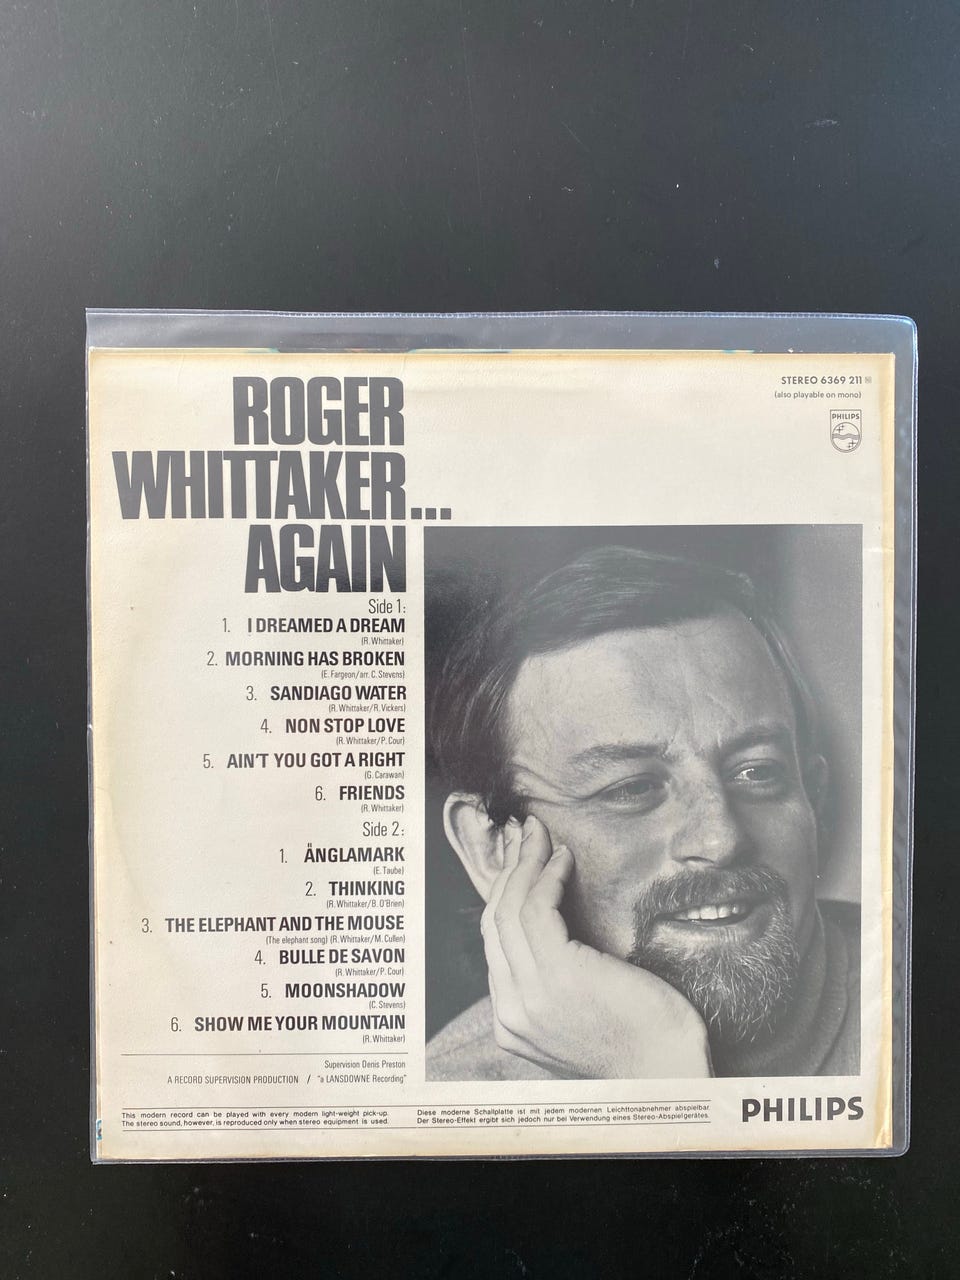 ROGER
WHITTAKER...
AGAIN
STEREO 6369 211
(also playable on mono)
PHILIPS
Side 1:
1. I DREAMED A DREAM
(R. Whittaker)
2. MORNING HAS BROKEN
(E. Fargeon/arr. C. Stevens)
3. SANDIAGO WATER
(R. Whittaker/R. Vickers)
4. NON STOP LOVE
(R. Whittaker/P. Cour)
5. AIN'T YOU GOT A RIGHT
(G. Carawan)
6. FRIENDS
(R. Whittaker)
Side 2:
1. ÄNGLAMARK
(E. Taube)
2. THINKING
(R. Whittaker/B. O'Brien)
3. THE ELEPHANT AND THE MOUSE
(The elephant song) (R. Whittaker/M. Cullen)
4. BULLE DE SAVON
(R. Whittaker/P. Cour)
5. MOONSHADOW
(C. Stevens)
6. SHOW ME YOUR MOUNTAIN
(R. Whittaker)
Supervision Denis Preston
A RECORD SUPERVISION PRODUCTION / "a LANSDOWNE Recording"
This modern record can be played with every modern light-weight pick-up.
The stereo sound, however, is reproduced only when stereo equipment is used.
Diese moderne Schallplatte ist mit jedem modernen Leichttonabnehmer abspielbar.
Der Stereo-Effekt ergibt sich jedoch nur bei Verwendung eines Stereo-Abspielgerätes.
PHILIPS